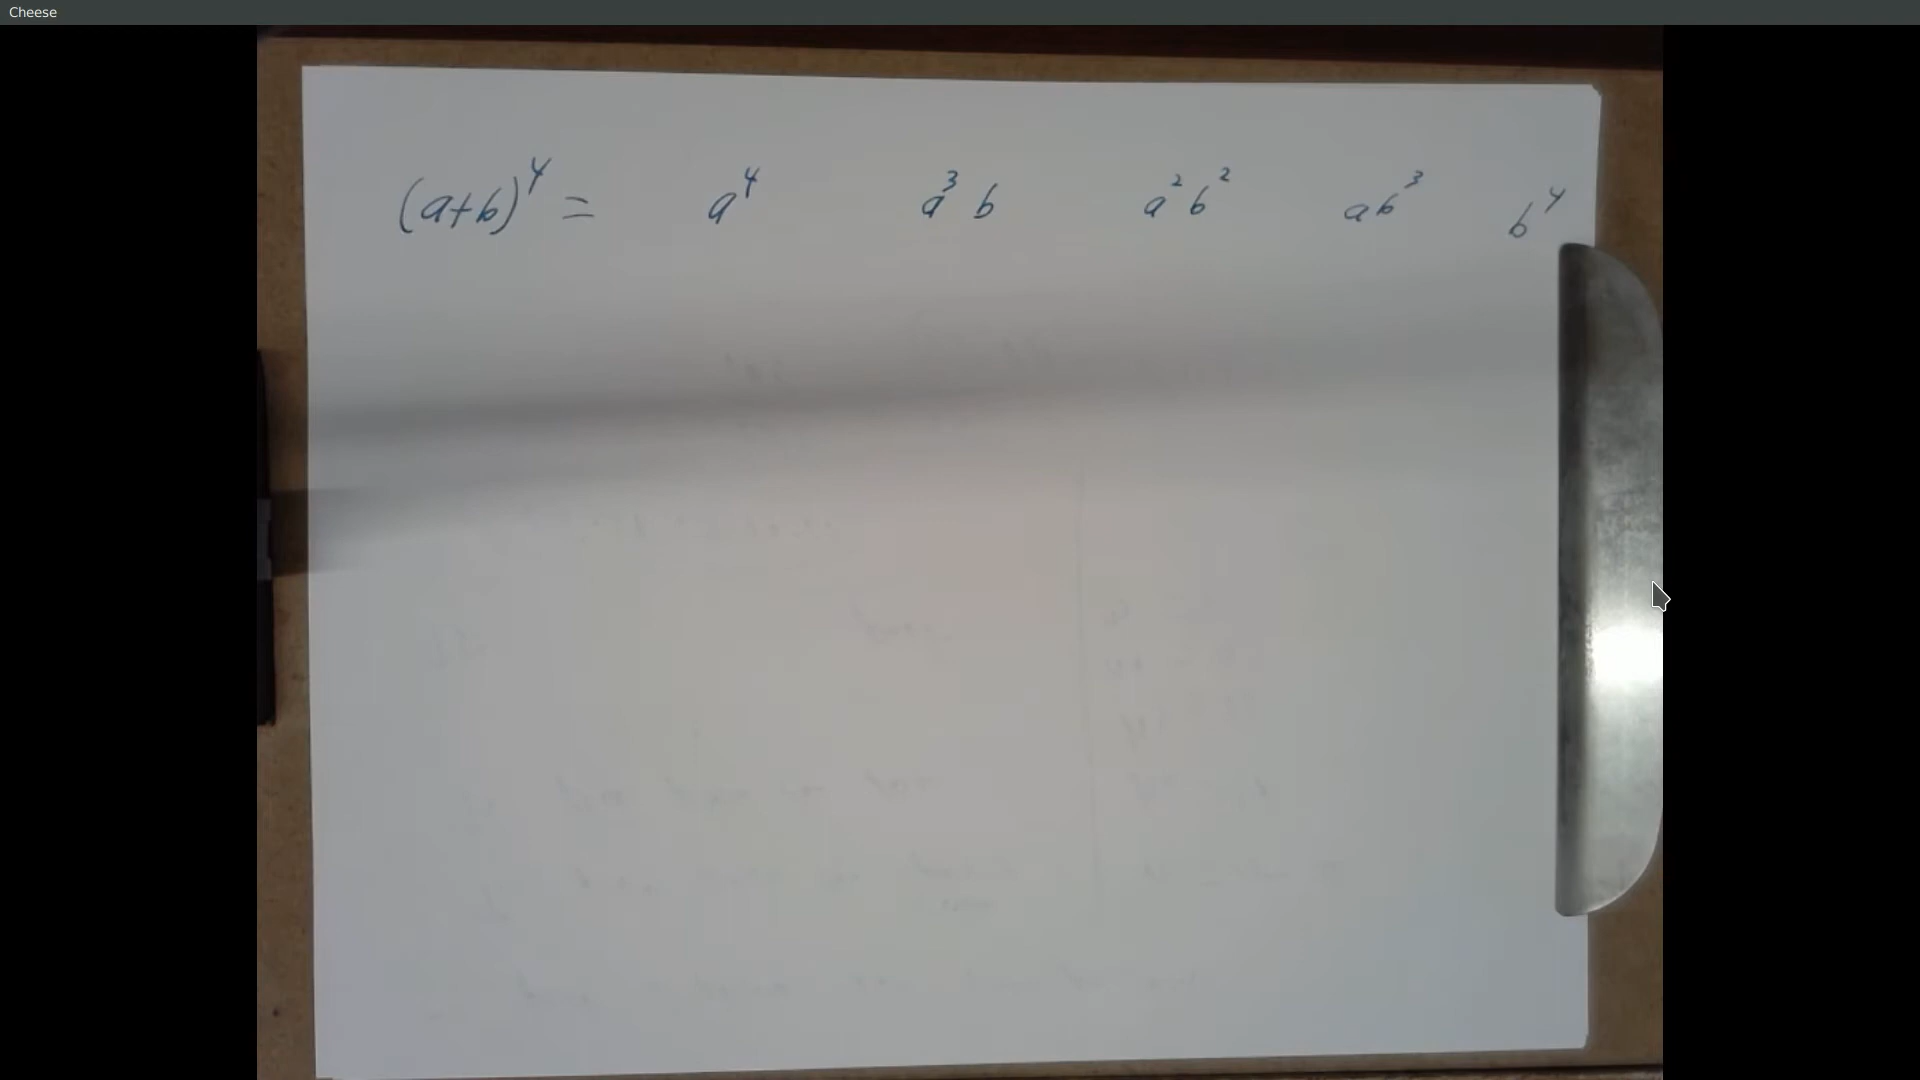 Cheese
(a+b)⁴ = a⁴ a³b a²b² ab³ b⁴